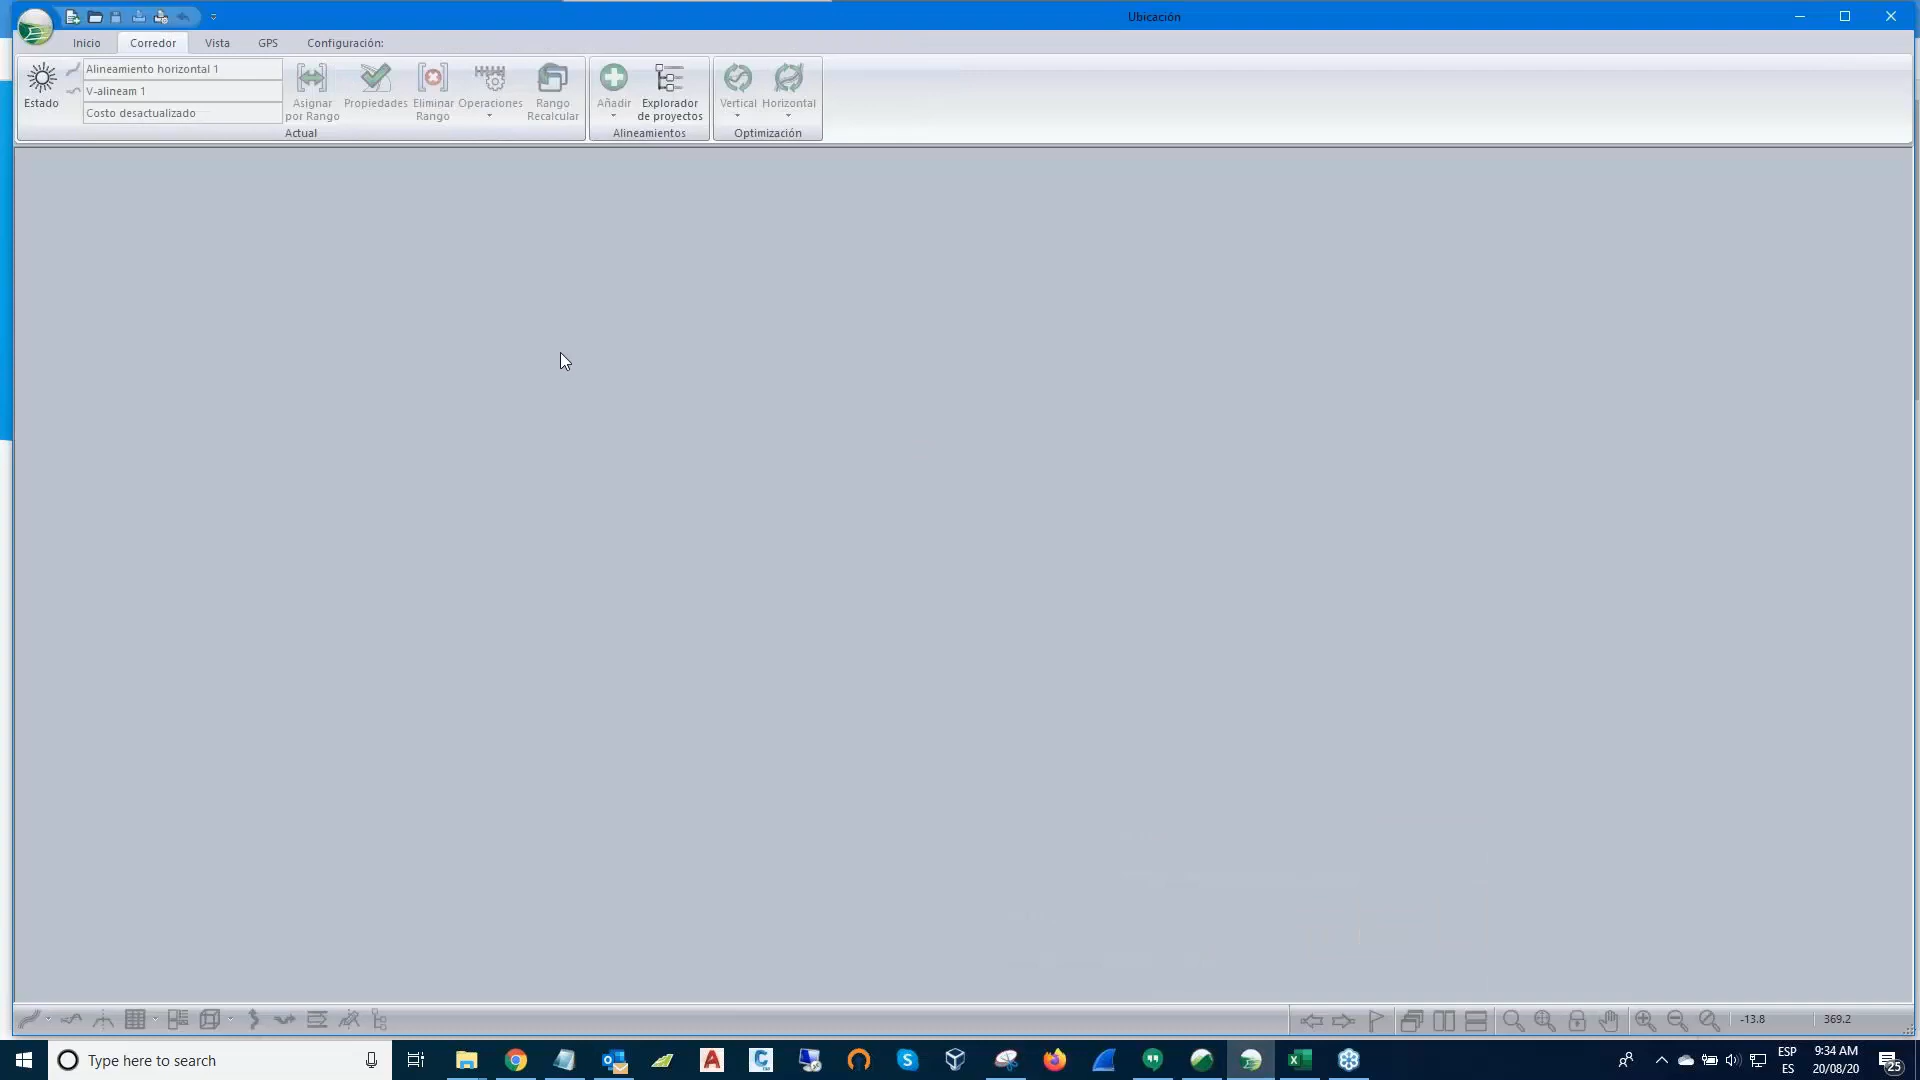 Ubicación
Inicio Corredor Vista GPS Configuración:
Estado
Alineamiento horizontal 1
V-alineam 1
Costo desactualizado
Asignar por Rango
Propiedades
Eliminar Rango
Operaciones
Rango Recalcular
Actual
Añadir
Explorador de proyectos
Alineamientos
Vertical
Horizontal
Optimización
-13.8 369.2
Type here to search
ESP
ES
9:34 AM
20/08/20
25